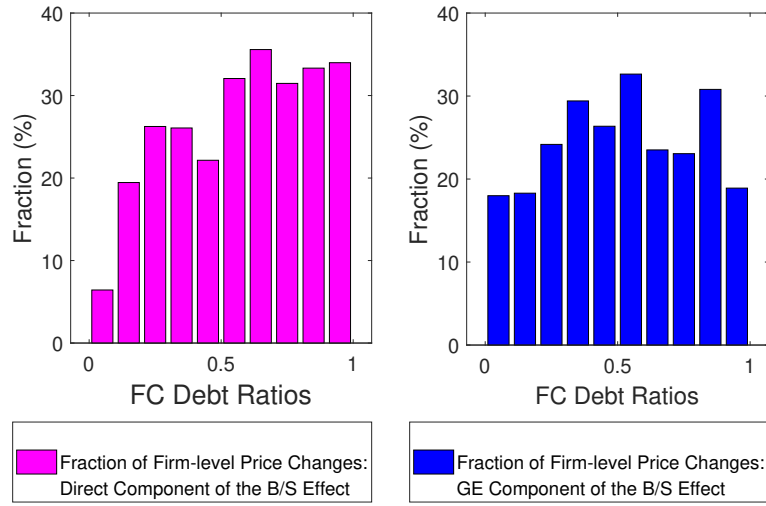 40
30
20
10
0
Fraction (%)
0 0.5 1
FC Debt Ratios
Fraction of Firm-level Price Changes:
Direct Component of the B/S Effect
40
30
20
10
0
Fraction (%)
0 0.5 1
FC Debt Ratios
Fraction of Firm-level Price Changes:
GE Component of the B/S Effect